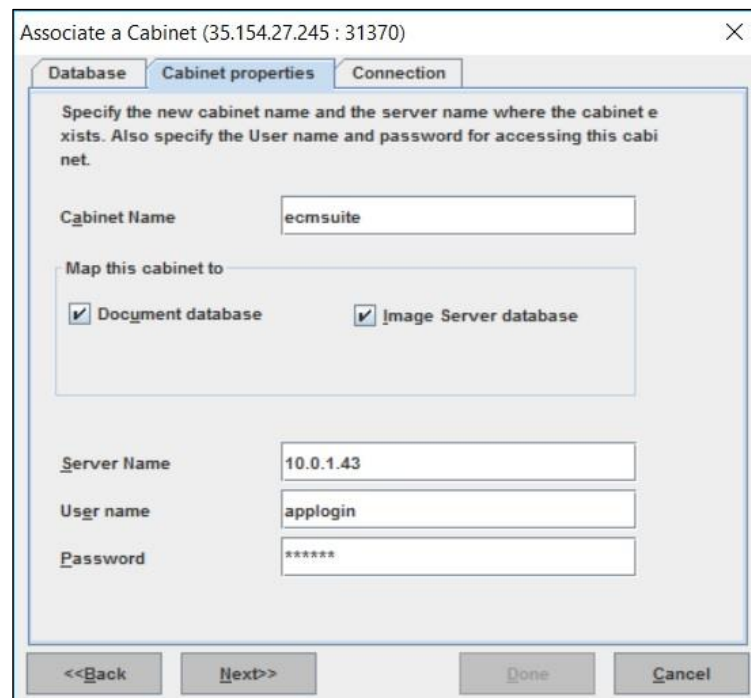 Associate a Cabinet (35.154.27.245 : 31370)
Database Cabinet properties Connection
Specify the new cabinet name and the server name where the cabinet e
xists. Also specify the User name and password for accessing this cabi
net.
Cabinet Name ecmsuite
Map this cabinet to
Document database Image Server database
Server Name 10.0.1.43
User name applogin
Password ******
<<Back Next>> Done Cancel